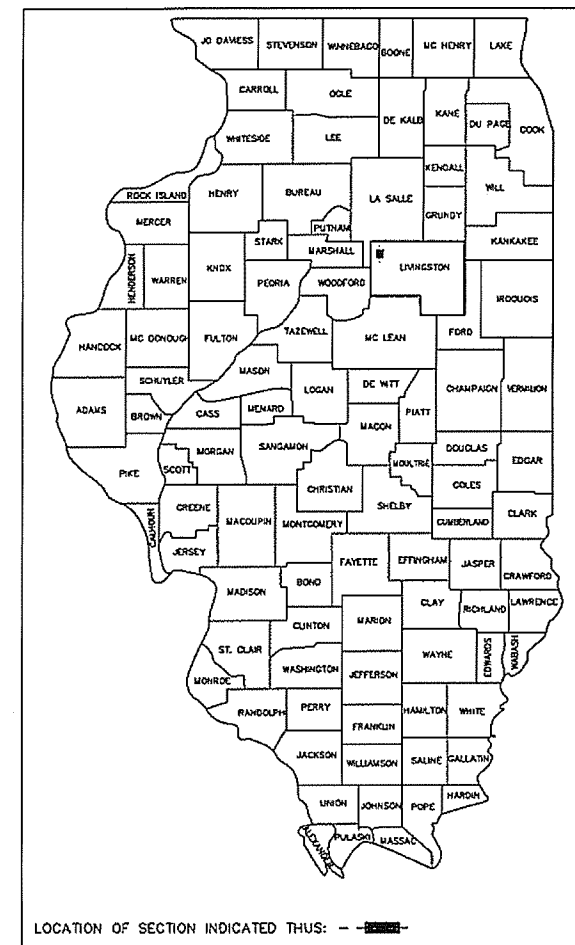 JO DAVIESS STEVENSON WINNEBAGO BOONE MC HENRY LAKE
CARROLL OGLE DE KALB KANE DU PAGE COOK
WHITESIDE LEE
KENDALL WILL
ROCK ISLAND HENRY BUREAU LA SALLE GRUNDY
MERCER PUTNAM
STARK MARSHALL KANKAKEE
HENDERSON WARREN KNOX PEORIA WOODFORD LIVINGSTON
IROQUOIS
HANCOCK MC DONOUGH FULTON TAZEWELL MC LEAN FORD
MASON
SCHUYLER LOGAN DE WITT CHAMPAIGN VERMILION
ADAMS BROWN CASS MENARD PIATT
MACON
PIKE SCOTT MORGAN SANGAMON MOULTRIE DOUGLAS EDGAR
CHRISTIAN COLES
CALHOUN GREENE MACOUPIN MONTGOMERY SHELBY CUMBERLAND CLARK
JERSEY FAYETTE EFFINGHAM JASPER CRAWFORD
MADISON BOND
CLAY RICHLAND LAWRENCE
CLINTON MARION
ST. CLAIR WAYNE EDWARDS WABASH
WASHINGTON JEFFERSON
MONROE
RANDOLPH PERRY HAMILTON WHITE
FRANKLIN
JACKSON WILLIAMSON SALINE GALLATIN
HARDIN
UNION JOHNSON POPE
ALEXANDER PULASKI MASSAC
LOCATION OF SECTION INDICATED THUS: